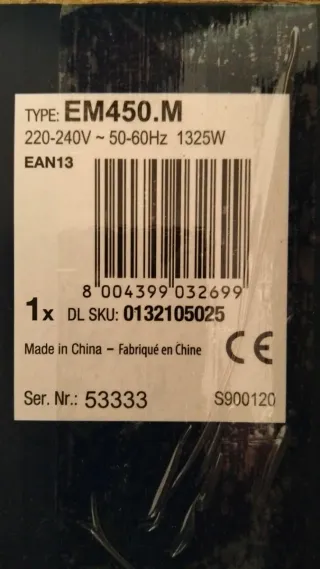 TYPE: EM450.M
220-240V ~ 50-60Hz 1325W
EAN13
8 004399 032699
1x DL SKU: 0132105025
Made in China – Fabriqué en Chine CE
Ser. Nr.: 53333 S900120